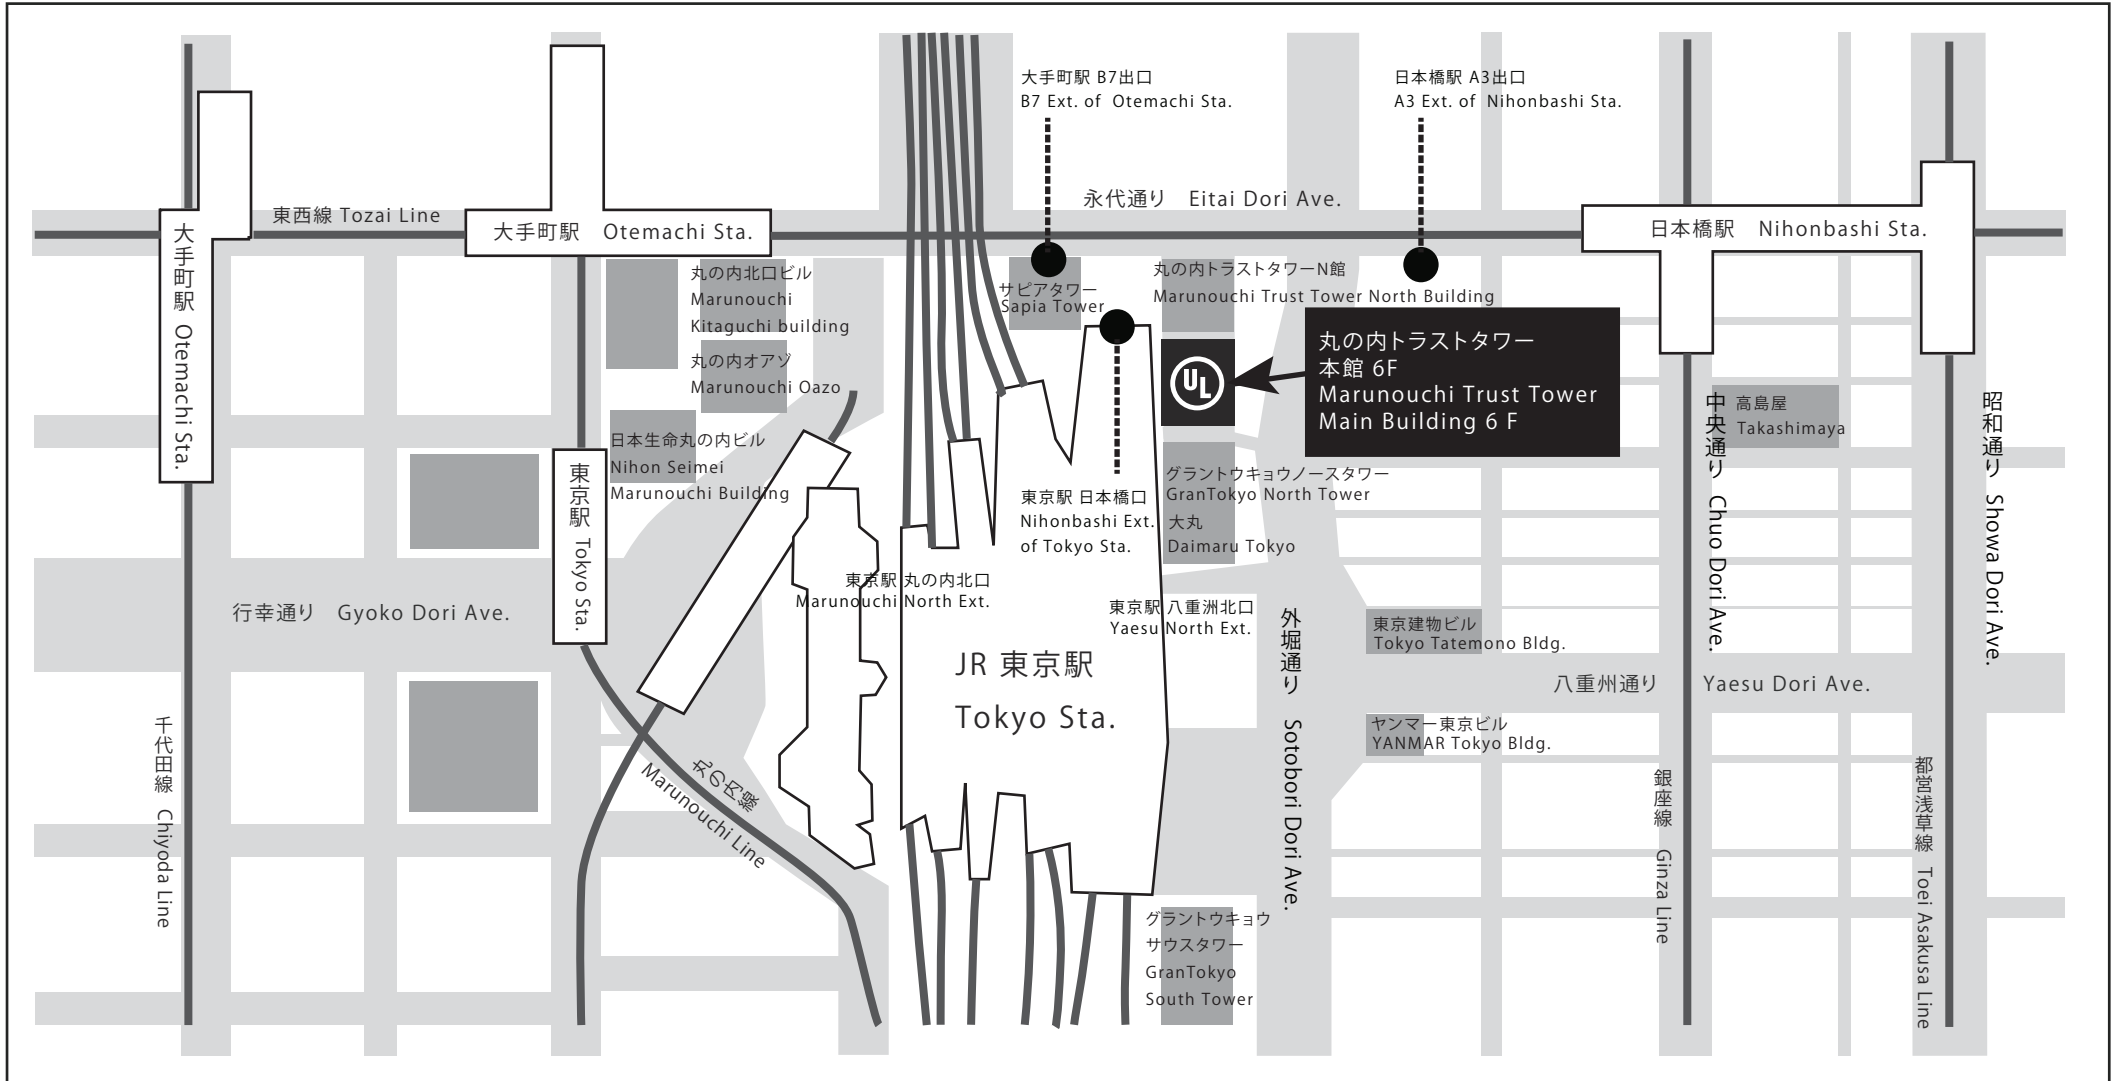 大手町駅 B7出口
B7 Ext. of Otemachi Sta.
日本橋駅 A3出口
A3 Ext. of Nihonbashi Sta.
永代通り Eitai Dori Ave.
東西線 Tozai Line
大手町駅 Otemachi Sta.
大手町駅 Otemachi Sta.
日本橋駅 Nihonbashi Sta.
丸の内北口ビル
Marunouchi
Kitaguchi building
サピアタワー
Sapia Tower
丸の内トラストタワーN館
Marunouchi Trust Tower North Building
丸の内オアゾ
Marunouchi Oazo
UL
丸の内トラストタワー
本館 6F
Marunouchi Trust Tower
Main Building 6 F
高島屋
Takashimaya
日本生命丸の内ビル
Nihon Seimei
Marunouchi Building
東京駅 Tokyo Sta.
グラントウキョウノースタワー
GranTokyo North Tower
大丸
Daimaru Tokyo
東京駅 日本橋口
Nihonbashi Ext.
of Tokyo Sta.
中央通り Chuo Dori Ave.
昭和通り Showa Dori Ave.
東京駅 丸の内北口
Marunouchi North Ext.
東京駅 八重洲北口
Yaesu North Ext.
行幸通り Gyoko Dori Ave.
外堀通り Sotobori Dori Ave.
東京建物ビル
Tokyo Tatemono Bldg.
JR 東京駅
Tokyo Sta.
八重州通り Yaesu Dori Ave.
ヤンマー東京ビル
YANMAR Tokyo Bldg.
千代田線 Chiyoda Line
丸の内線
Marunouchi Line
銀座線 Ginza Line
都営浅草線 Toei Asakusa Line
グラントウキョウ
サウスタワー
GranTokyo
South Tower